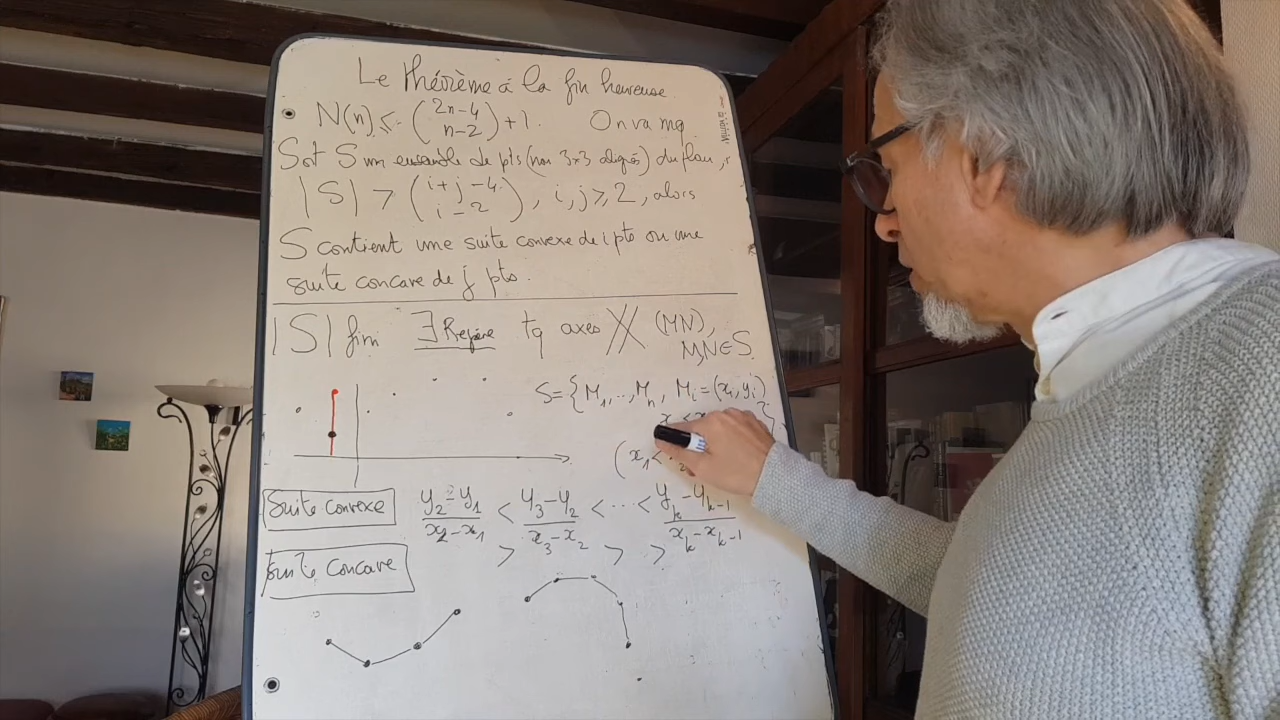 Le théorème à la fin heureuse
N(n) ≤ (2n-4 n-2) + 1. On va mq
Soit S un ensemble de pts (non 3x3 alignés) du plan, si
|S| > (i+j-4 i-2), i,j ≥ 2, alors
S contient une suite convexe de i pts ou une
suite concave de j pts.
|S| fini ∃ Repère tq axes (MN),
M,N∈S
S={M₁,...,Mₙ, Mᵢ=(xᵢ,yᵢ)
}
(x₁<
Suite convexe
y₂-y₁/x₂-x₁ < y₃-y₂/x₃-x₂ < ... < yₖ-yₖ₋₁/xₖ-xₖ₋₁
Suite concave
> > >